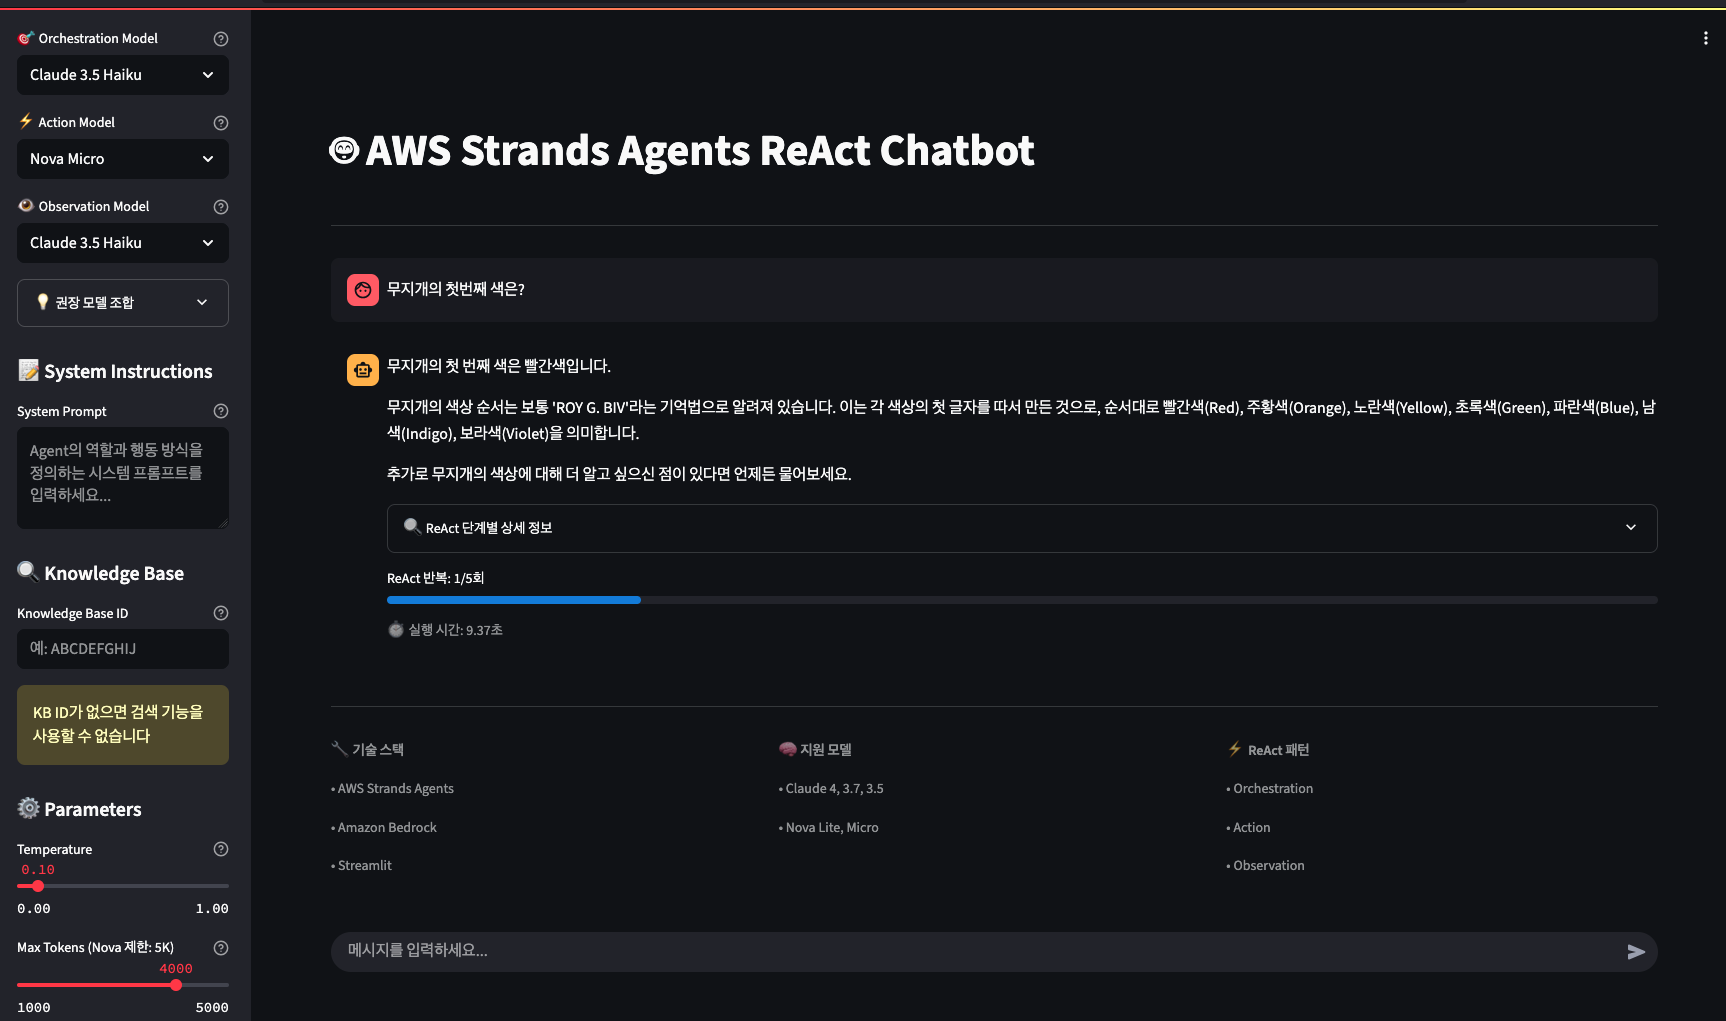 Orchestration Model
Claude 3.5 Haiku
Action Model
Nova Micro
Observation Model
Claude 3.5 Haiku
권장 모델 조합
System Instructions
System Prompt
Agent의 역할과 행동 방식을
정의하는 시스템 프롬프트를
입력하세요...
Knowledge Base
Knowledge Base ID
예: ABCDEFGHIJ
KB ID가 없으면 검색 기능을
사용할 수 없습니다
Parameters
Temperature
0.10
0.00 1.00
Max Tokens (Nova 제한: 5K)
4000
1000 5000
AWS Strands Agents ReAct Chatbot
무지개의 첫번째 색은?
무지개의 첫 번째 색은 빨간색입니다.
무지개의 색상 순서는 보통 'ROY G. BIV'라는 기억법으로 알려져 있습니다. 이는 각 색상의 첫 글자를 따서 만든 것으로, 순서대로 빨간색(Red), 주황색(Orange), 노란색(Yellow), 초록색(Green), 파란색(Blue), 남
색(Indigo), 보라색(Violet)을 의미합니다.
추가로 무지개의 색상에 대해 더 알고 싶으신 점이 있다면 언제든 물어보세요.
ReAct 단계별 상세 정보
ReAct 반복: 1/5회
실행 시간: 9.37초
기술 스택
• AWS Strands Agents
• Amazon Bedrock
• Streamlit
지원 모델
• Claude 4, 3.7, 3.5
• Nova Lite, Micro
ReAct 패턴
• Orchestration
• Action
• Observation
메시지를 입력하세요...